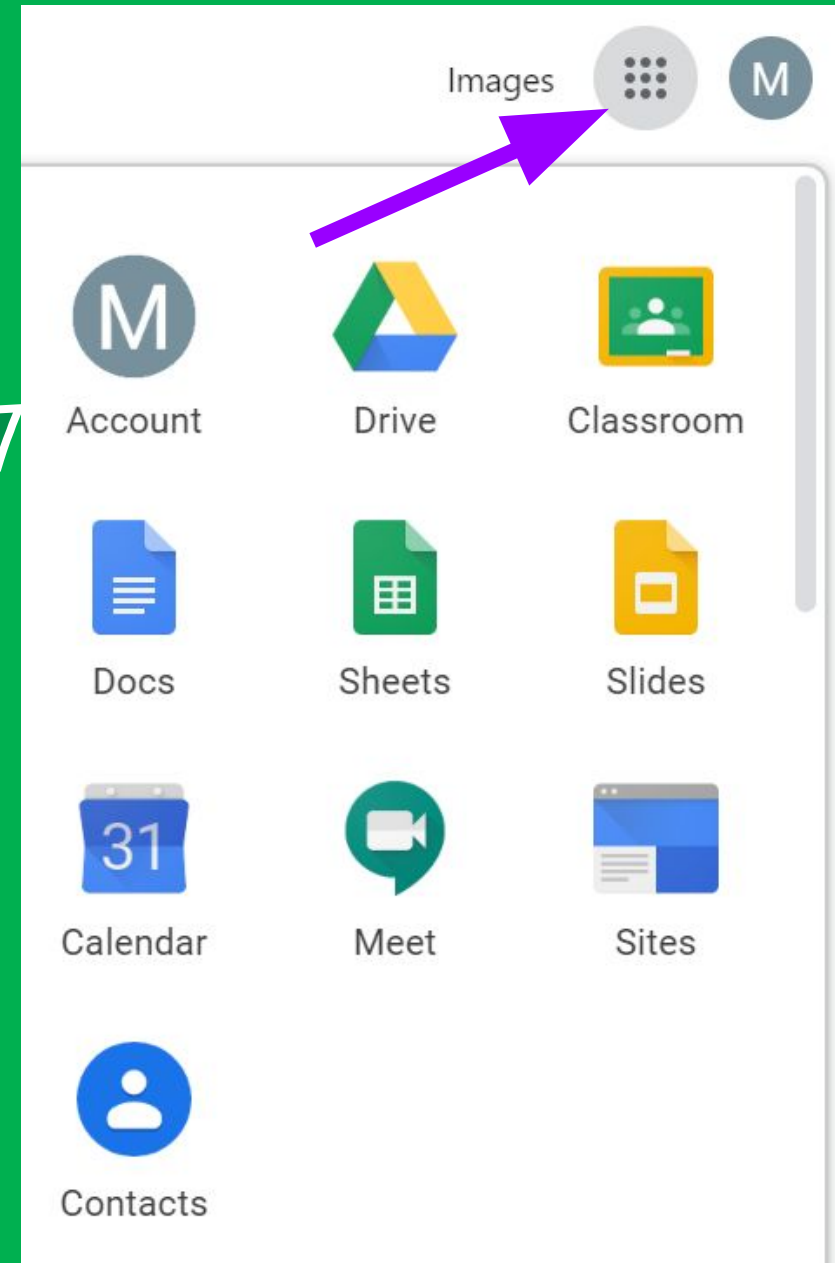 Images M
M
Account Drive Classroom
Docs Sheets Slides
31
Calendar Meet Sites
Contacts